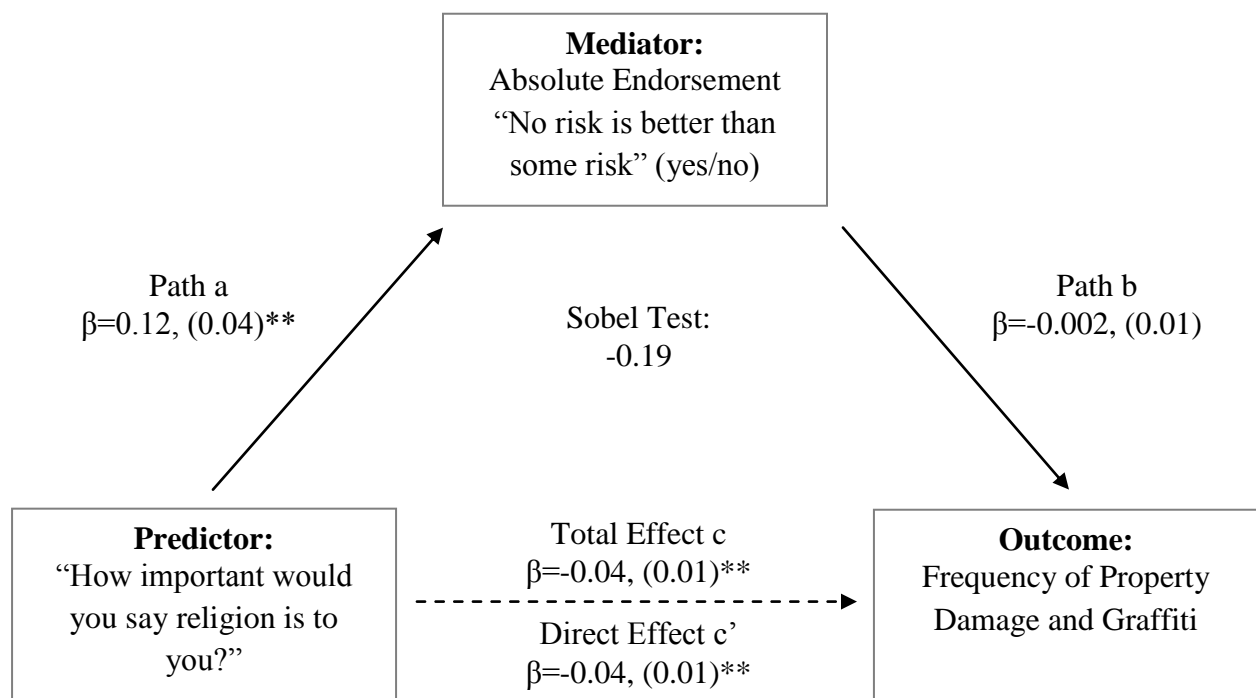 Mediator:
Absolute Endorsement
“No risk is better than
some risk” (yes/no)
Path a
β=0.12, (0.04)**
Sobel Test:
-0.19
Path b
β=-0.002, (0.01)
Predictor:
“How important would
you say religion is to
you?”
Total Effect c
β=-0.04, (0.01)**
Direct Effect c’
β=-0.04, (0.01)**
Outcome:
Frequency of Property
Damage and Graffiti